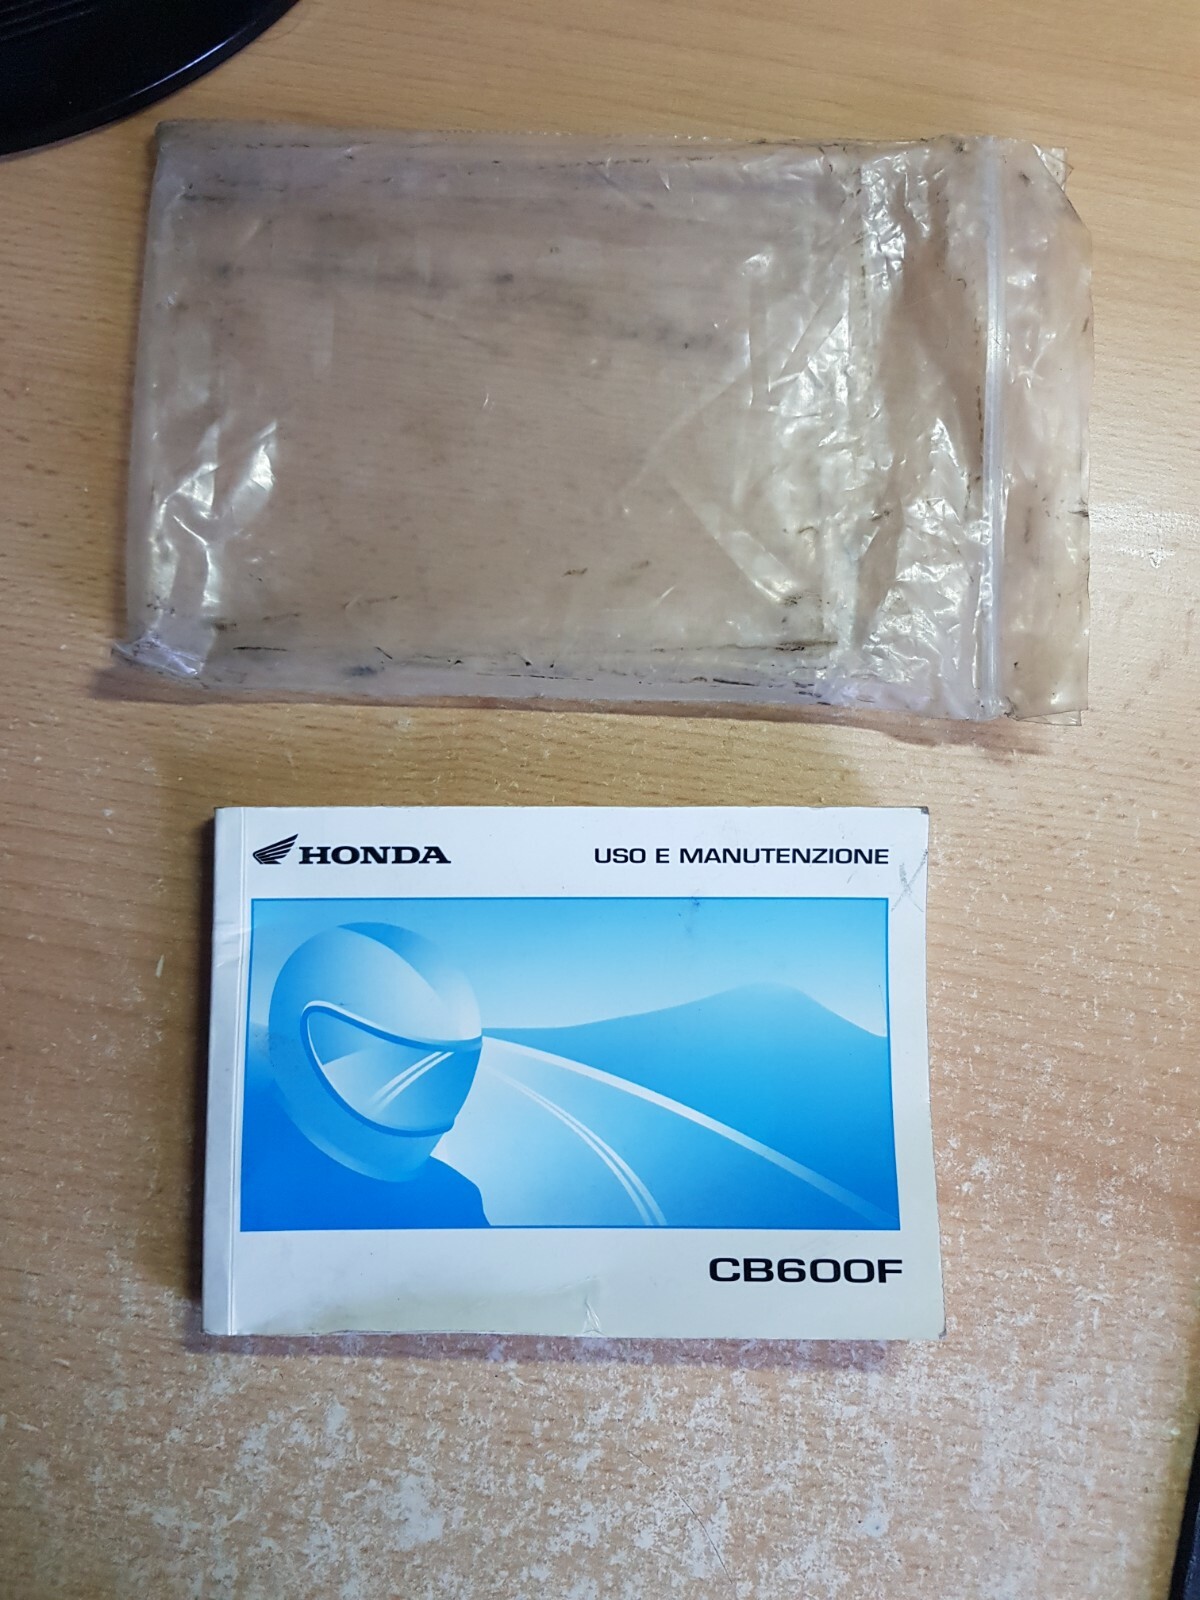 HONDA
USO E MANUTENZIONE
CB600F